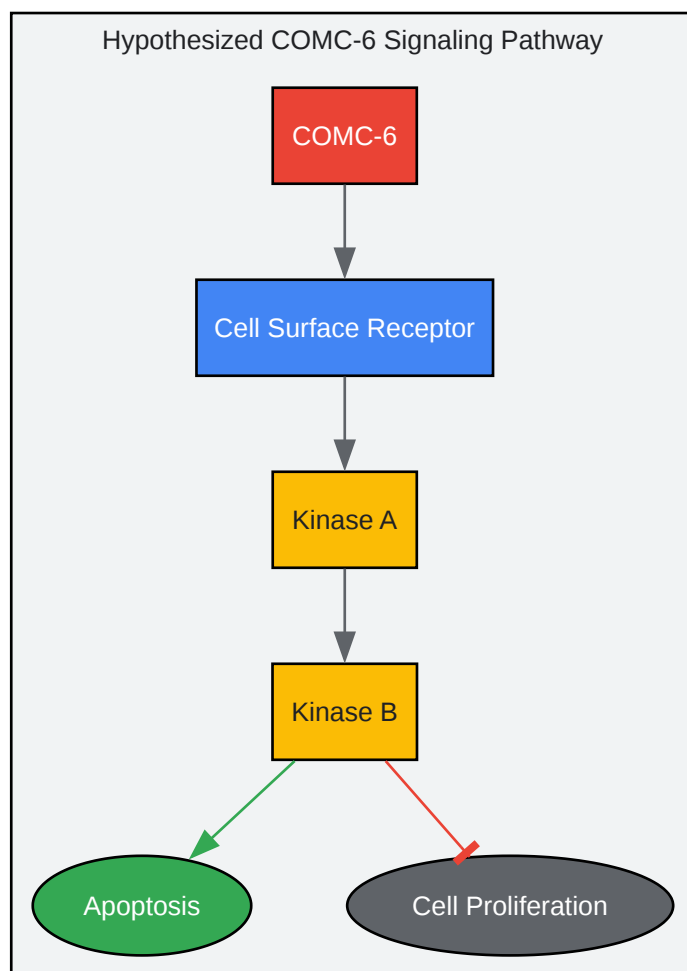 Hypothesized COMC-6 Signaling Pathway
COMC-6
Cell Surface Receptor
Kinase A
Kinase B
Apoptosis
Cell Proliferation